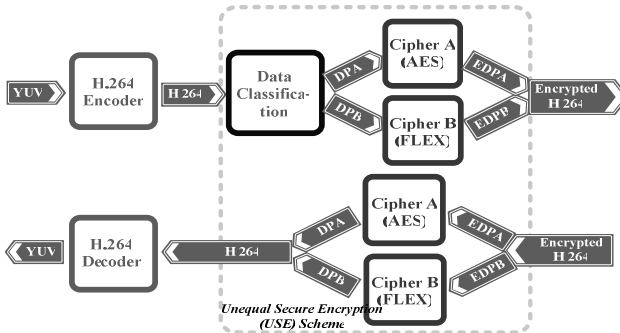 YUV
H.264
Encoder
H 264
Data
Classifica-
tion
DPA
DPB
Cipher A
(AES)
Cipher B
(FLEX)
EDPA
EDPB
Encrypted
H 264
YUV
H.264
Decoder
H 264
DPA
DPB
Cipher A
(AES)
Cipher B
(FLEX)
EDPA
EDPB
Encrypted
H 264
Unequal Secure Encryption
(USE) Scheme